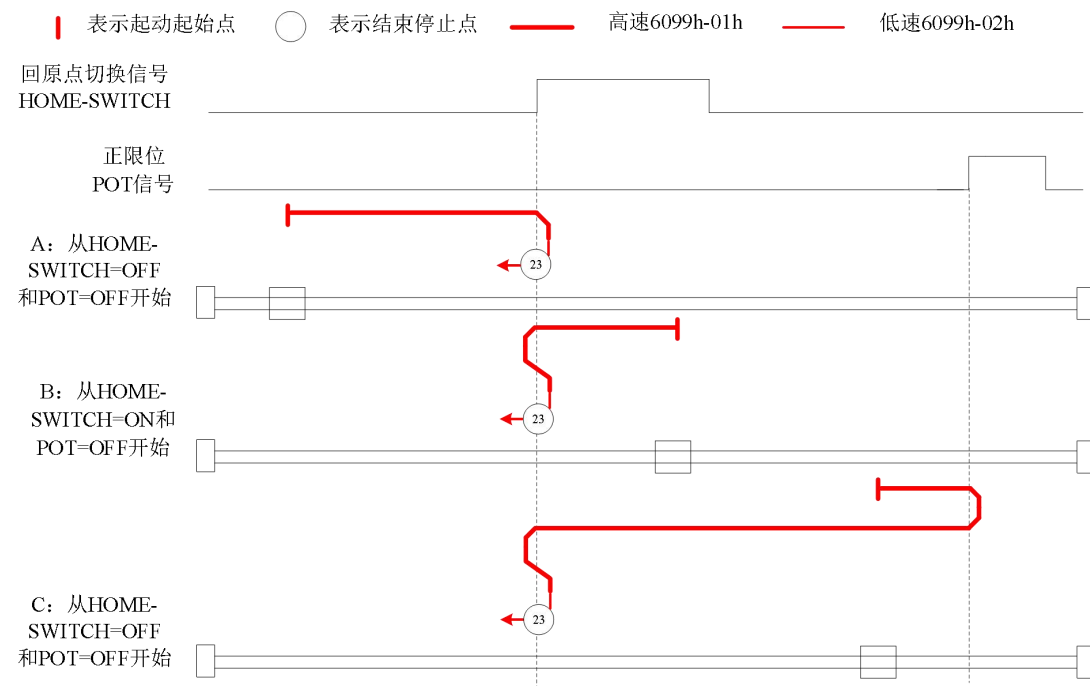 表示起动起始点 表示结束停止点 高速6099h-01h 低速6099h-02h
回原点切换信号
HOME-SWITCH
正限位
POT信号
A：从HOME-
SWITCH=OFF
和POT=OFF开始
23
B：从HOME-
SWITCH=ON和
POT=OFF开始
23
C：从HOME-
SWITCH=OFF
和POT=OFF开始
23